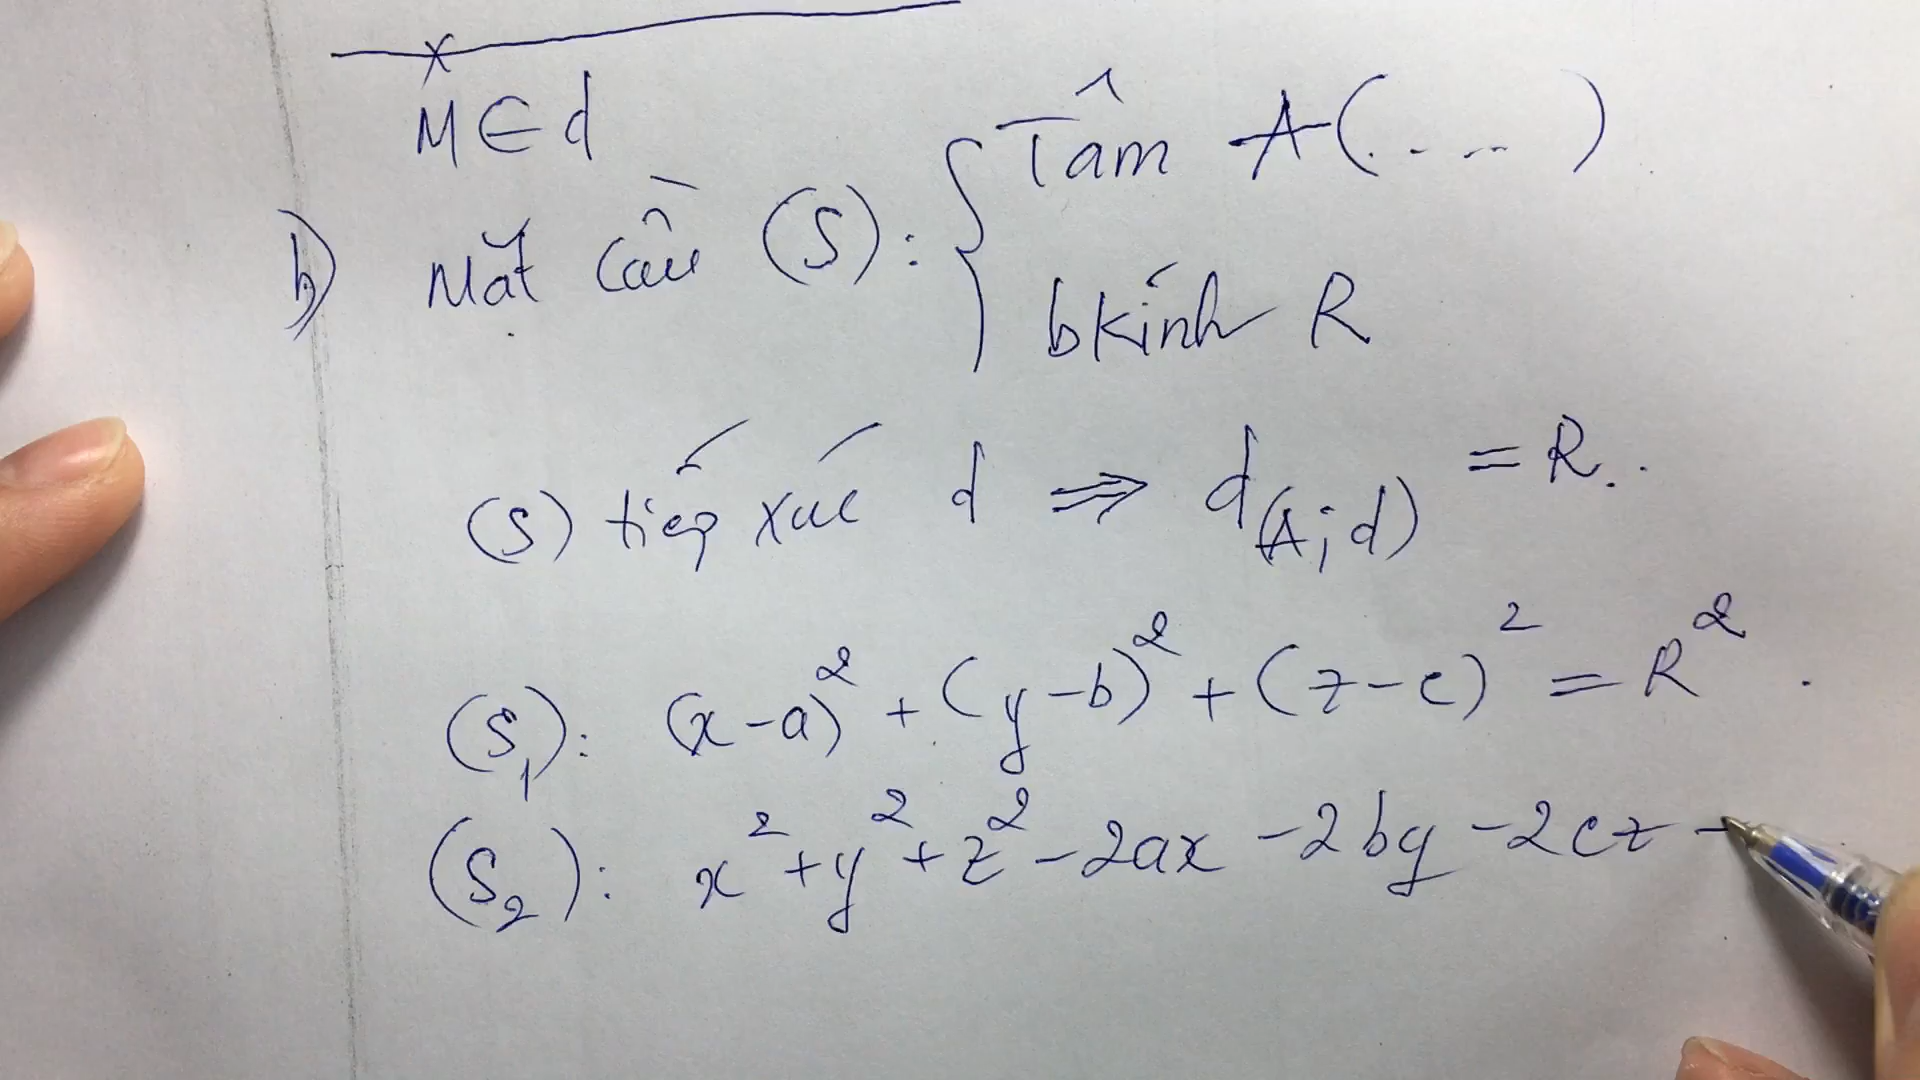 M ∈ d
b) Mặt cầu (S): { Tâm A(.....)
bkính R
(S) tiếp xúc d ⇒ d(A; d) = R.
(S₁): (x - a)² + (y - b)² + (z - c)² = R².
(S₂): x² + y² + z² - 2ax - 2by - 2cz -